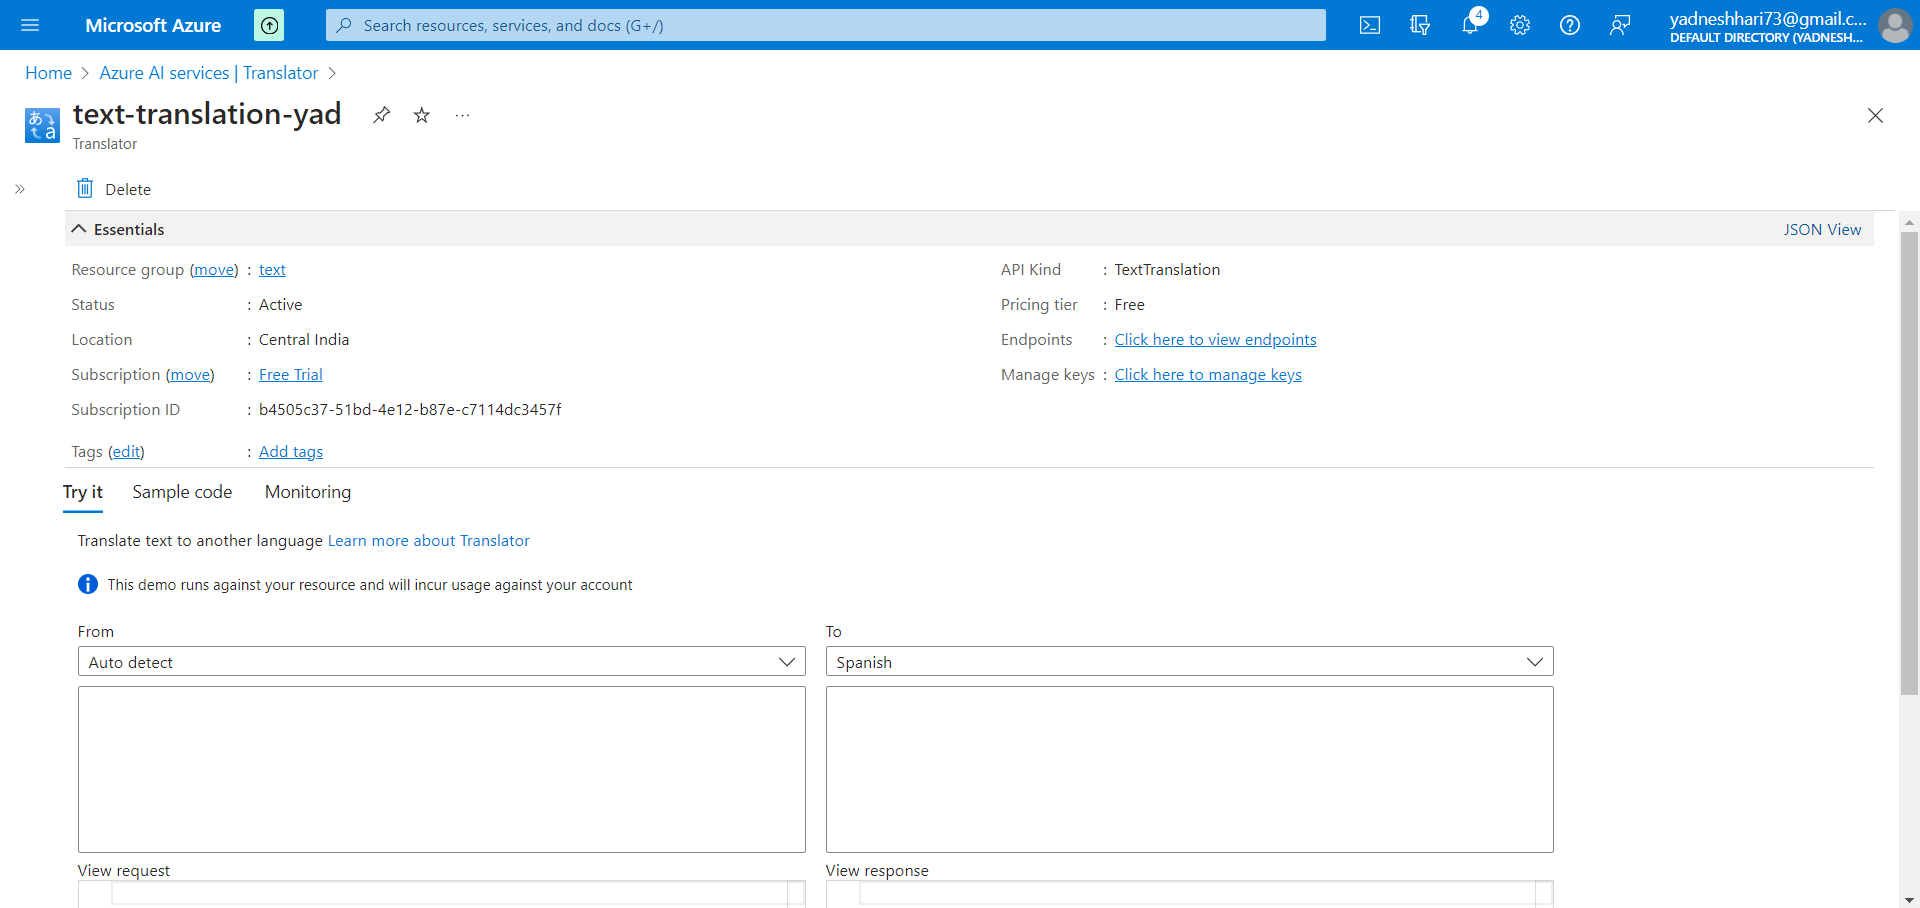 Microsoft Azure
Search resources, services, and docs (G+/)
4
yadneshhari73@gmail.c...
DEFAULT DIRECTORY (YADNESH...
Home > Azure AI services | Translator >
text-translation-yad
...
Translator
Delete
Essentials
JSON View
Resource group (move) : text
Status : Active
Location : Central India
Subscription (move) : Free Trial
Subscription ID : b4505c37-51bd-4e12-b87e-c7114dc3457f
Tags (edit) : Add tags
API Kind : TextTranslation
Pricing tier : Free
Endpoints : Click here to view endpoints
Manage keys : Click here to manage keys
Try it Sample code Monitoring
Translate text to another language Learn more about Translator
This demo runs against your resource and will incur usage against your account
From
Auto detect
To
Spanish
View request
View response